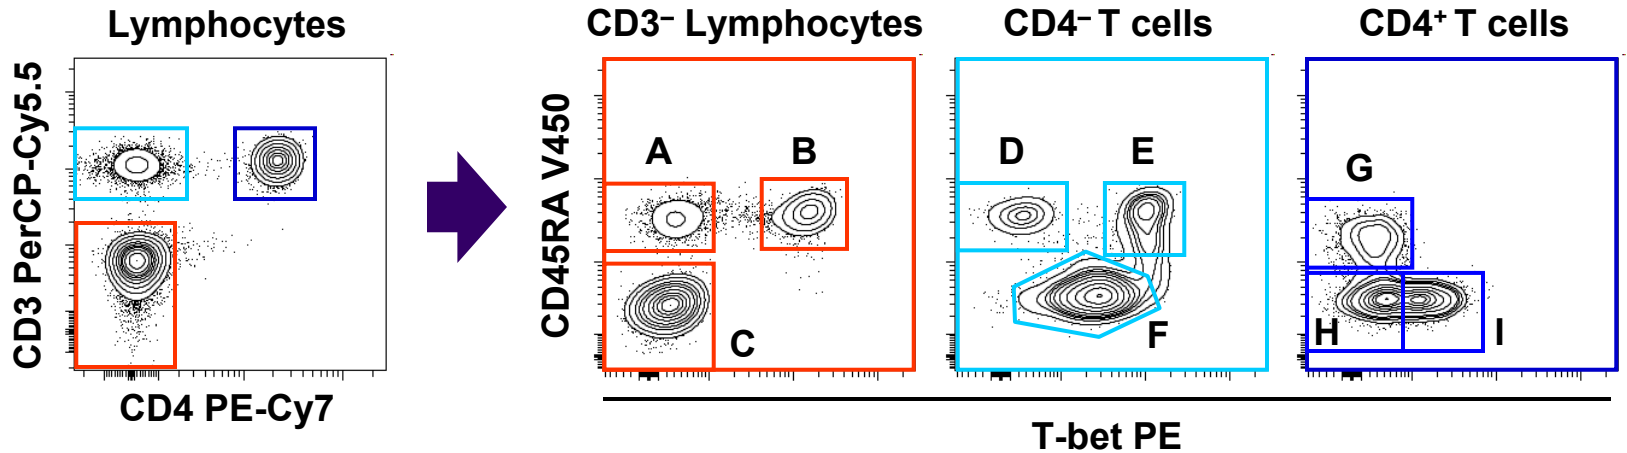 Lymphocytes
CD3 PerCP-Cy5.5
CD4 PE-Cy7
CD3⁻ Lymphocytes
CD4⁻ T cells
CD4⁺ T cells
CD45RA V450
A
B
C
D
E
F
G
H
I
T-bet PE